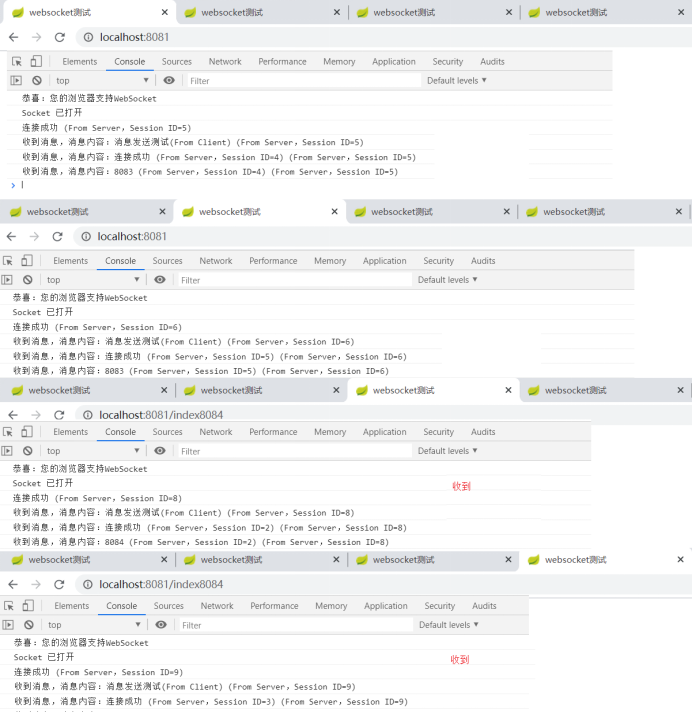 websocket测试 websocket测试 websocket测试 websocket测试
localhost:8081
Elements Console Sources Network Performance Memory Application Security Audits
top Filter Default levels
恭喜: 您的浏览器支持WebSocket
Socket 已打开
连接成功 (From Server, Session ID=5)
收到消息, 消息内容: 消息发送测试(From Client) (From Server, Session ID=5)
收到消息, 消息内容: 连接成功 (From Server, Session ID=4) (From Server, Session ID=5)
收到消息, 消息内容: 8083 (From Server, Session ID=4) (From Server, Session ID=5)
websocket测试 websocket测试 websocket测试 websocket测试
localhost:8081
Elements Console Sources Network Performance Memory Application Security Audits
top Filter Default levels
恭喜: 您的浏览器支持WebSocket
Socket 已打开
连接成功 (From Server, Session ID=6)
收到消息, 消息内容: 消息发送测试(From Client) (From Server, Session ID=6)
收到消息, 消息内容: 连接成功 (From Server, Session ID=5) (From Server, Session ID=6)
收到消息, 消息内容: 8083 (From Server, Session ID=5) (From Server, Session ID=6)
websocket测试 websocket测试 websocket测试 websocket测试
localhost:8081/index8084
Elements Console Sources Network Performance Memory Application Security Audits
top Filter Default levels
恭喜: 您的浏览器支持WebSocket
Socket 已打开 收到
连接成功 (From Server, Session ID=8)
收到消息, 消息内容: 消息发送测试(From Client) (From Server, Session ID=8)
收到消息, 消息内容: 连接成功 (From Server, Session ID=2) (From Server, Session ID=8)
收到消息, 消息内容: 8084 (From Server, Session ID=2) (From Server, Session ID=8)
websocket测试 websocket测试 websocket测试 websocket测试
localhost:8081/index8084
Elements Console Sources Network Performance Memory Application Security Audits
top Filter Default levels
恭喜: 您的浏览器支持WebSocket
Socket 已打开 收到
连接成功 (From Server, Session ID=9)
收到消息, 消息内容: 消息发送测试(From Client) (From Server, Session ID=9)
收到消息, 消息内容: 连接成功 (From Server, Session ID=3) (From Server, Session ID=9)